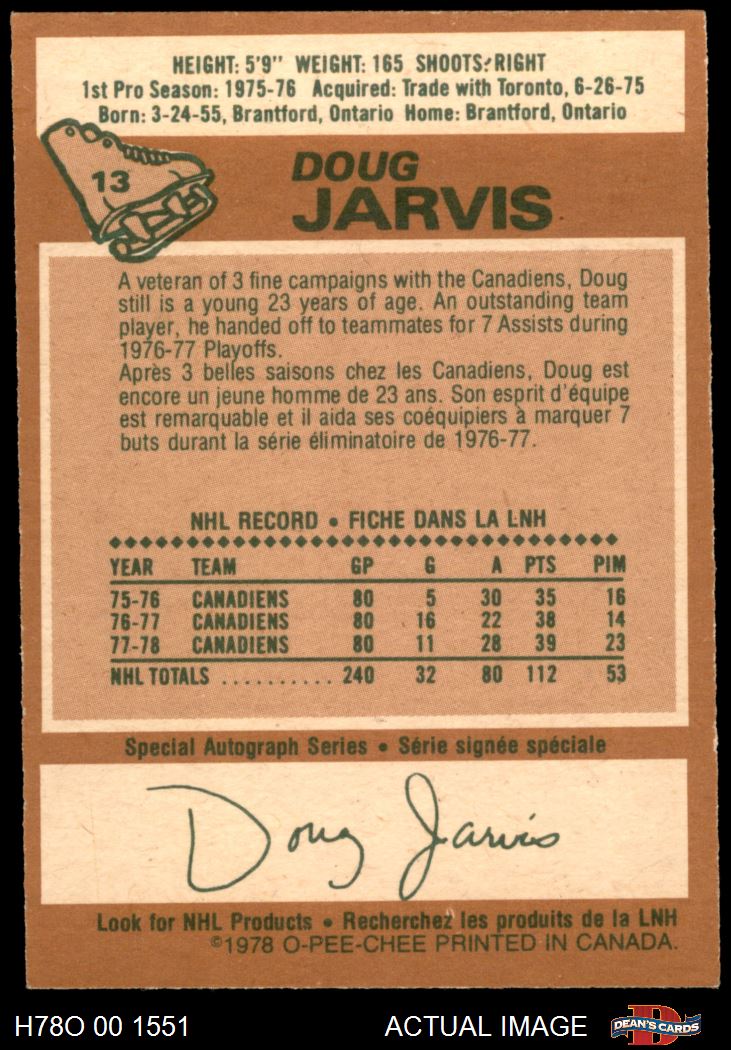 HEIGHT: 5'9" WEIGHT: 165 SHOOTS: RIGHT
1st Pro Season: 1975-76 Acquired: Trade with Toronto, 6-26-75
Born: 3-24-55, Brantford, Ontario Home: Brantford, Ontario
13
DOUG
JARVIS
A veteran of 3 fine campaigns with the Canadiens, Doug
still is a young 23 years of age. An outstanding team
player, he handed off to teammates for 7 Assists during
1976-77 Playoffs.
Après 3 belles saisons chez les Canadiens, Doug est
encore un jeune homme de 23 ans. Son esprit d'équipe
est remarquable et il aida ses coéquipiers à marquer 7
buts durant la série éliminatoire de 1976-77.
NHL RECORD • FICHE DANS LA LNH
YEAR TEAM GP G A PTS PIM
75-76 CANADIENS 80 5 30 35 16
76-77 CANADIENS 80 16 22 38 14
77-78 CANADIENS 80 11 28 39 23
NHL TOTALS .......... 240 32 80 112 53
Special Autograph Series • Série signée spéciale
Doug Jarvis
Look for NHL Products • Recherchez les produits de la LNH
©1978 O-PEE-CHEE PRINTED IN CANADA.
H78O 00 1551 ACTUAL IMAGE D DEAN'S CARDS